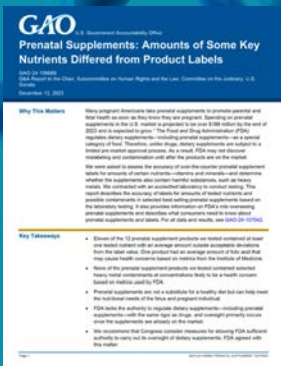 GAO
U.S. Government Accountability Office
Prenatal Supplements: Amounts of Some Key
Nutrients Differed from Product Labels
GAO-24-106689
Q&A Report to the Chair, Subcommittee on Human Rights and the Law, Committee on the Judiciary, U.S.
Senate
December 12, 2023
Why This Matters
Many pregnant Americans take prenatal supplements to promote parental and
fetal health as soon as they know they are pregnant. Spending on prenatal
supplements in the U.S. market is projected to be over
2023 and is expected to grow. The Food and Drug Administration (FDA)
regulates dietary supplements—including prenatal supplements—as a special
category of food. Therefore, unlike drugs, dietary supplements are subject to a
limited pre-market approval process. As a result, FDA may not discover
mislabeling and contamination until after the products are on the market.
We were asked to assess the accuracy of over-the-counter prenatal supplement
labels for amounts of certain nutrients—vitamins and minerals—and determine
whether the supplements also contain harmful substances, such as heavy
metals. We contracted with an accredited laboratory to conduct testing. This
report describes the accuracy of labels for amounts of tested nutrients and
possible contaminants in selected best-selling prenatal supplements based on
the laboratory testing. It also provides information on FDA's role overseeing
prenatal supplements and describes what consumers need to know about
prenatal supplements and labels. For all data and results, see
Key Takeaways
• Eleven of the 12 prenatal supplement products we tested contained at least
one tested nutrient with an average amount outside acceptable deviations
from the label value. One product had an average amount of folic acid that
may cause health concerns based on metrics from the Institute of Medicine.
• None of the prenatal supplement products we tested contained selected
heavy metal contaminants at concentrations likely to be a health concern
based on metrics used by FDA.
• Prenatal supplements are not a substitute for a healthy diet but can help meet
the nutritional needs of the fetus and pregnant individual.
• FDA lacks the authority to regulate dietary supplements—including prenatal
supplements—with the same rigor as drugs, and oversight primarily occurs
once the supplements are already on the market.
• We recommend that Congress consider measures for allowing FDA sufficient
authority to carry out its oversight of dietary supplements. FDA agreed with
this matter.
Page 1